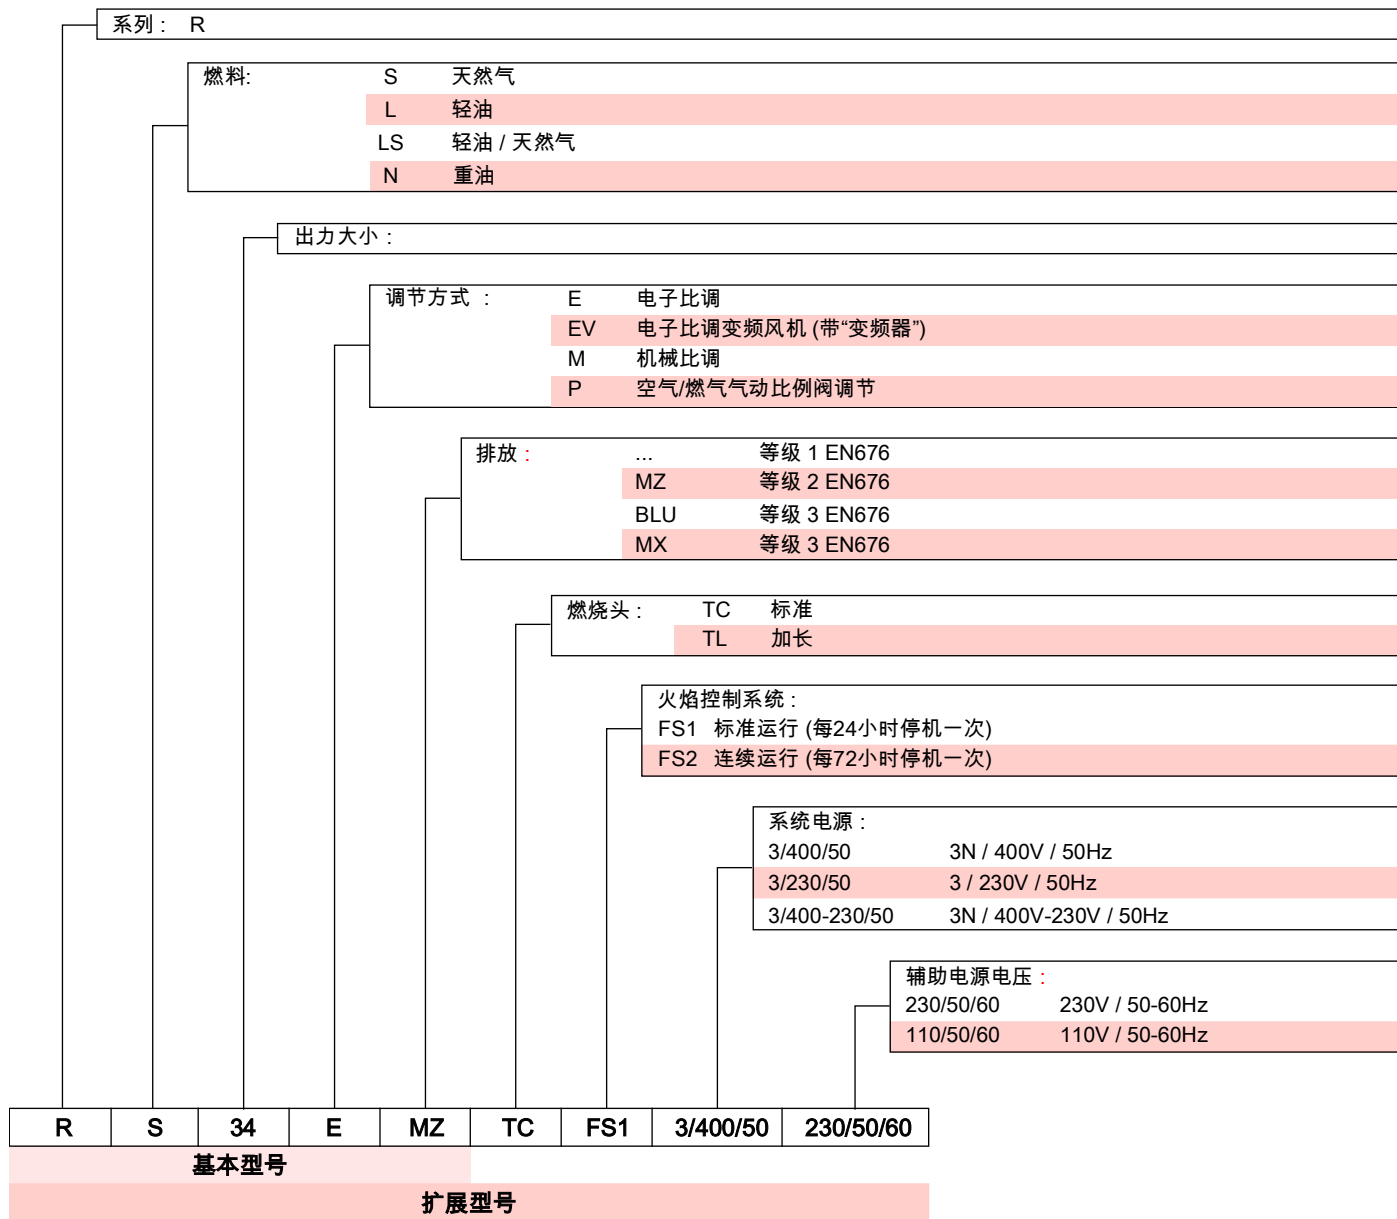 系列： R
燃料: S 天然气
L 轻油
LS 轻油 / 天然气
N 重油
出力大小：
调节方式 ： E 电子比调
EV 电子比调变频风机 (带“变频器”)
M 机械比调
P 空气/燃气气动比例阀调节
排放： ... 等级 1 EN676
MZ 等级 2 EN676
BLU 等级 3 EN676
MX 等级 3 EN676
燃烧头： TC 标准
TL 加长
火焰控制系统：
FS1 标准运行 (每24小时停机一次)
FS2 连续运行 (每72小时停机一次)
系统电源：
3/400/50 3N / 400V / 50Hz
3/230/50 3 / 230V / 50Hz
3/400-230/50 3N / 400V-230V / 50Hz
辅助电源电压：
230/50/60 230V / 50-60Hz
110/50/60 110V / 50-60Hz
R S 34 E MZ TC FS1 3/400/50 230/50/60
基本型号
扩展型号